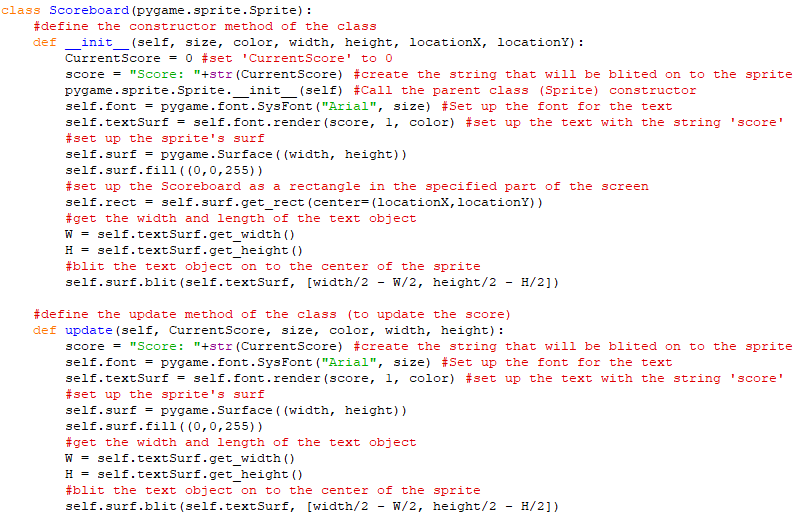 class Scoreboard(pygame.sprite.Sprite):
    #define the constructor method of the class
    def __init__(self, size, color, width, height, locationX, locationY):
        CurrentScore = 0 #set 'CurrentScore' to 0
        score = "Score: "+str(CurrentScore) #create the string that will be blited on to the sprite
        pygame.sprite.Sprite.__init__(self) #Call the parent class (Sprite) constructor
        self.font = pygame.font.SysFont("Arial", size) #Set up the font for the text
        self.textSurf = self.font.render(score, 1, color) #set up the text with the string 'score'
        #set up the sprite's surf
        self.surf = pygame.Surface((width, height))
        self.surf.fill((0,0,255))
        #set up the Scoreboard as a rectangle in the specified part of the screen
        self.rect = self.surf.get_rect(center=(locationX,locationY))
        #get the width and length of the text object
        W = self.textSurf.get_width()
        H = self.textSurf.get_height()
        #blit the text object on to the center of the sprite
        self.surf.blit(self.textSurf, [width/2 - W/2, height/2 - H/2])

    #define the update method of the class (to update the score)
    def update(self, CurrentScore, size, color, width, height):
        score = "Score: "+str(CurrentScore) #create the string that will be blited on to the sprite
        self.font = pygame.font.SysFont("Arial", size) #Set up the font for the text
        self.textSurf = self.font.render(score, 1, color) #set up the text with the string 'score'
        #set up the sprite's surf
        self.surf = pygame.Surface((width, height))
        self.surf.fill((0,0,255))
        #get the width and length of the text object
        W = self.textSurf.get_width()
        H = self.textSurf.get_height()
        #blit the text object on to the center of the sprite
        self.surf.blit(self.textSurf, [width/2 - W/2, height/2 - H/2])